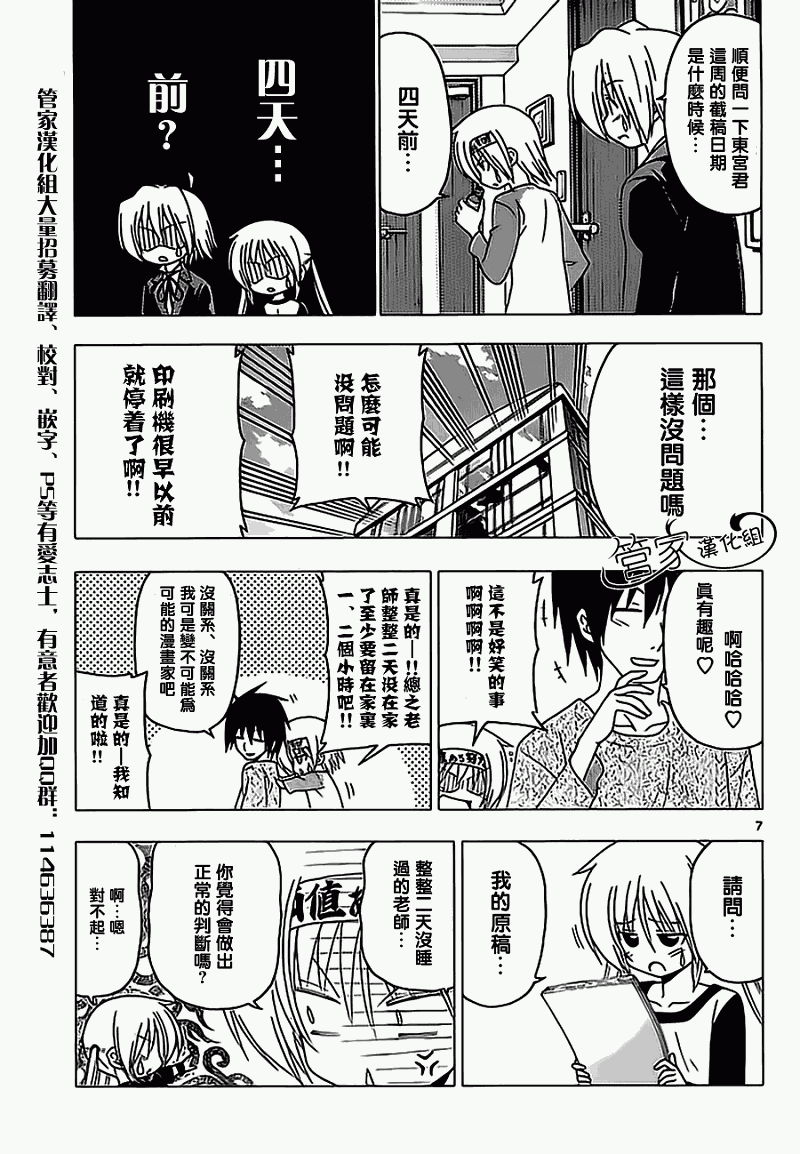 順便問一下東宮君
這周的截稿日期
是什麼時候…
四天前…
四天…
前？
那個…
這樣沒問題嗎
怎麼可能
沒問題啊!!
印刷機很早以前
就停着了啊!!
管家漢化組
啊哈哈哈♡
真有趣呢♡
這不是好笑的事
啊啊啊啊!!
真是的—!!總之老
師整整二天没在家
了至少要留在家裏
一、二個小時吧!!
沒關系、沒關系
我可是變不可能爲
可能的漫畫家吧
真是的—我知
道的啦!!
7
請問…
我的原稿…
整整二天沒睡
過的老師…
你覺得會做出
正常的判斷嗎？
啊…嗯
對不起…
管家漢化組大量招募翻譯、校對、嵌字、PS等有愛志士，有意者歡迎加QQ群：114636387